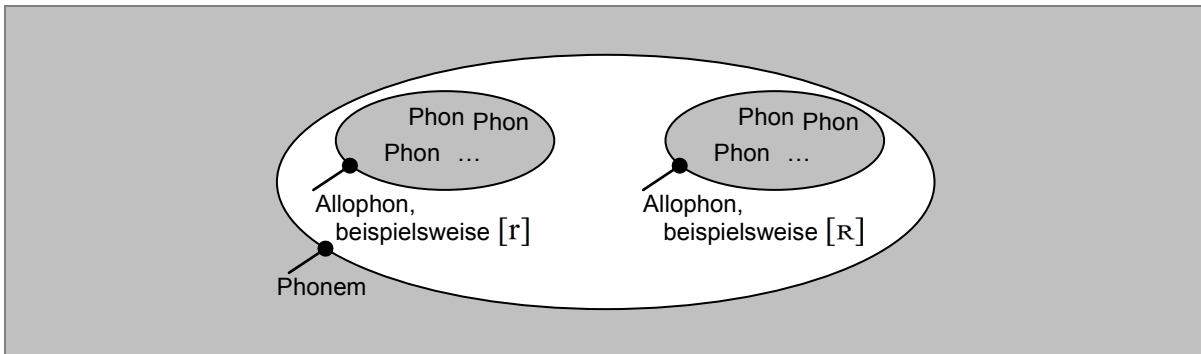 Phon Phon
Phon …
Allophon,
beispielsweise [r]
Phon Phon
Phon …
Allophon,
beispielsweise [ʀ]
Phonem